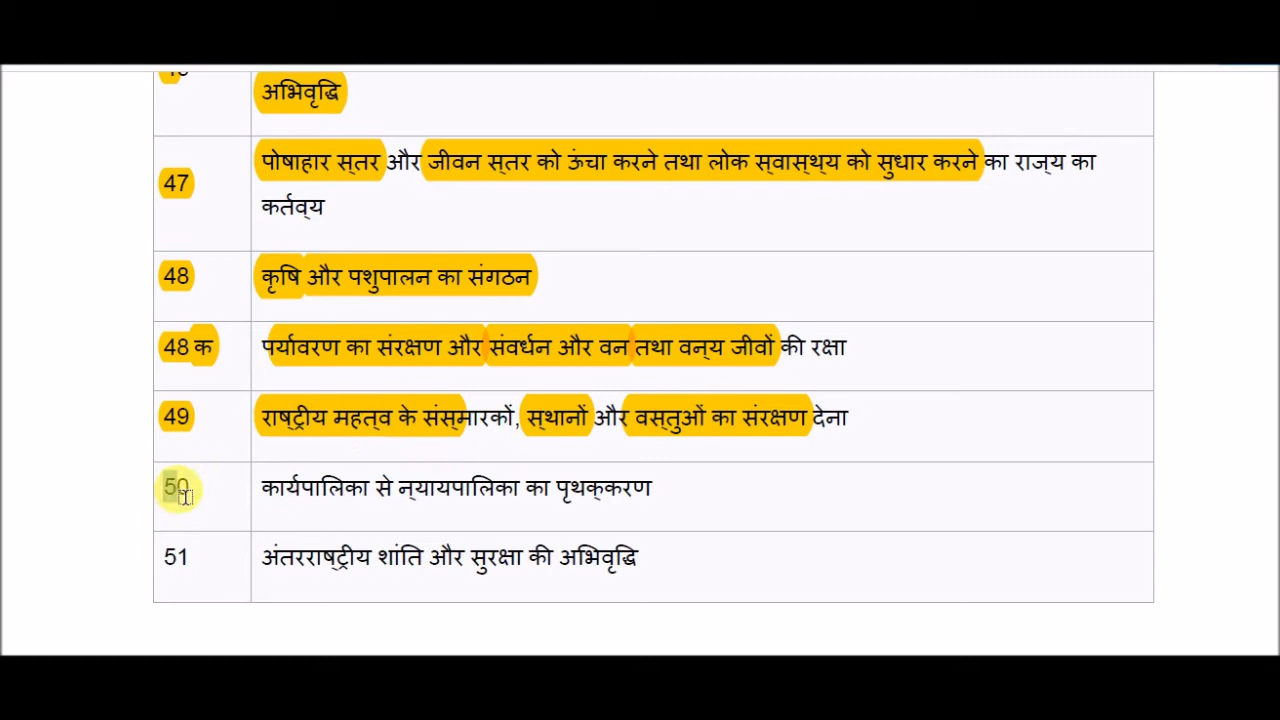 अभिवृद्धि
47 पोषाहार स्तर और जीवन स्तर को ऊंचा करने तथा लोक स्वास्थ्य को सुधार करने का राज्य का
कर्तव्य
48 कृषि और पशुपालन का संगठन
48 क पर्यावरण का संरक्षण और संवर्धन और वन तथा वन्य जीवों की रक्षा
49 राष्ट्रीय महत्व के संस्मारकों, स्थानों और वस्तुओं का संरक्षण देना
50 कार्यपालिका से न्यायपालिका का पृथक्करण
51 अंतरराष्ट्रीय शांति और सुरक्षा की अभिवृद्धि